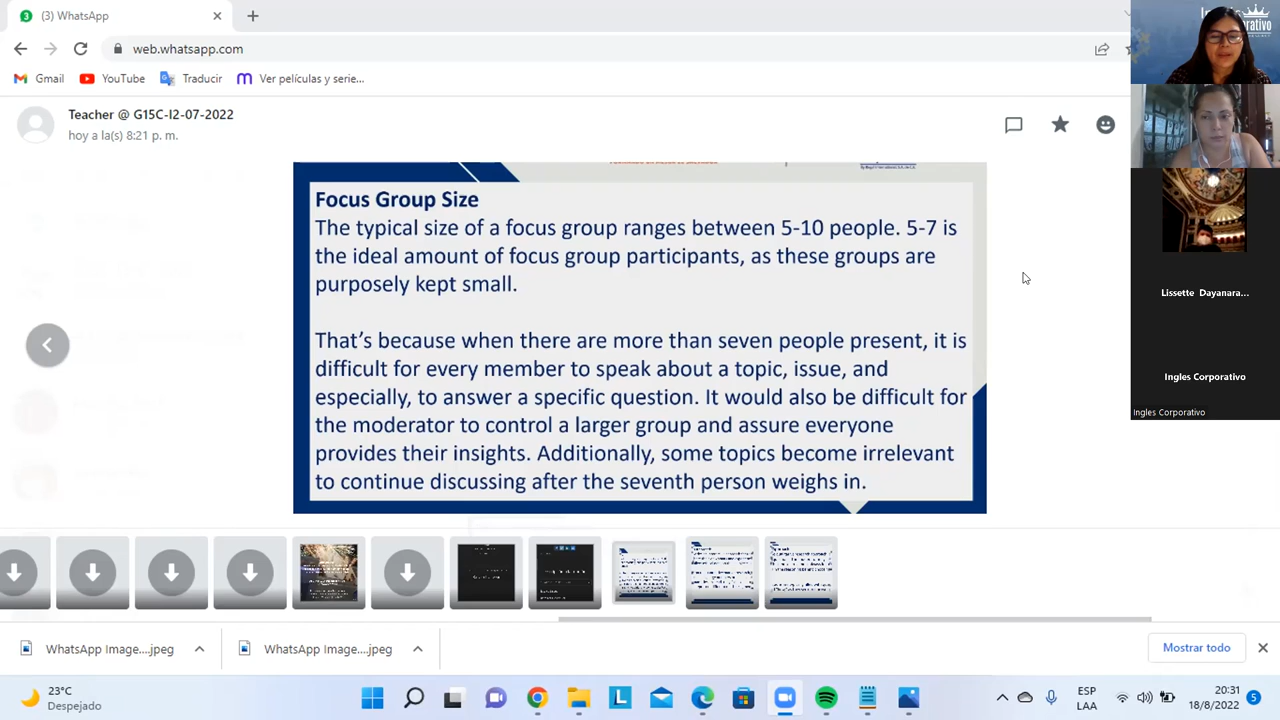 (3) WhatsApp
web.whatsapp.com
Gmail
YouTube
Traducir
Ver películas y serie...
Teacher @ G15C-I2-07-2022
hoy a la(s) 8:21 p. m.
Focus Group Size
The typical size of a focus group ranges between 5-10 people. 5-7 is
the ideal amount of focus group participants, as these groups are
purposely kept small.
That's because when there are more than seven people present, it is
difficult for every member to speak about a topic, issue, and
especially, to answer a specific question. It would also be difficult for
the moderator to control a larger group and assure everyone
provides their insights. Additionally, some topics become irrelevant
to continue discussing after the seventh person weighs in.
Lissette Dayanara...
Ingles Corporativo
Ingles Corporativo
WhatsApp Image....jpeg
WhatsApp Image....jpeg
Mostrar todo
23°C
Despejado
ESP
LAA
20:31
18/8/2022
5